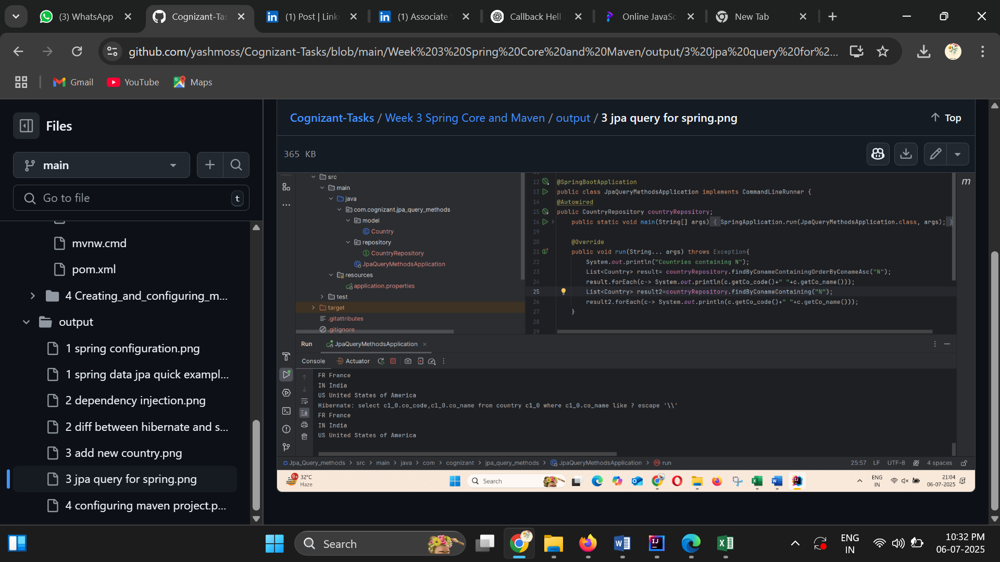 (3) WhatsApp
Cognizant-Tas
(1) Post | Link
(1) Associate
Callback Hell
Online JavaSc
New Tab
github.com/yashmoss/Cognizant-Tasks/blob/main/Week%203%20Spring%20Core%20and%20Maven/output/3%20jpa%20query%20for%2...
Gmail
YouTube
Maps
Files
main
Go to file
t
mvnw.cmd
pom.xml
4 Creating_and_configuring_m...
output
1 spring configuration.png
1 spring data jpa quick exampl...
2 dependency injection.png
2 diff between hibernate and s...
3 add new country.png
3 jpa query for spring.png
4 configuring maven project.p...
Cognizant-Tasks / Week 3 Spring Core and Maven / output / 3 jpa query for spring.png
Top
365 KB
src
main
java
com.cognizant.jpa_query_methods
model
Country
repository
CountryRepository
JpaQueryMethodsApplication
resources
application.properties
test
target
.gitattributes
.gitignore
12 @SpringBootApplication
13 public class JpaQueryMethodsApplication implements CommandLineRunner {
14 @Autowired
15 public CountryRepository countryRepository;
16 public static void main(String[] args) { SpringApplication.run(JpaQueryMethodsApplication.class, args); }
19
20 @Override
21 public void run(String... args) throws Exception{
22 System.out.println("Countries containing N");
23 List<Country> result= countryRepository.findByConameContainingOrderByConameAsc("N");
24 result.forEach(c-> System.out.println(c.getCo_code()+" "+c.getCo_name()));
25 List<Country> result2=countryRepository.findByConameContaining("N");
26 result2.forEach(c-> System.out.println(c.getCo_code()+" "+c.getCo_name()));
27 }
28
29
m
Run
JpaQueryMethodsApplication
Console
Actuator
FR France
IN India
US United States of America
Hibernate: select c1_0.co_code,c1_0.co_name from country c1_0 where c1_0.co_name like ? escape '\\'
FR France
IN India
US United States of America
Jpa_Query_methods > src > main > java > com > cognizant > jpa_query_methods > JpaQueryMethodsApplication > run
25:57 LF UTF-8 4 spaces
9+
32°C
Haze
Search
ENG
IN
21:04
06-07-2025
Search
ENG
IN
10:32 PM
06-07-2025